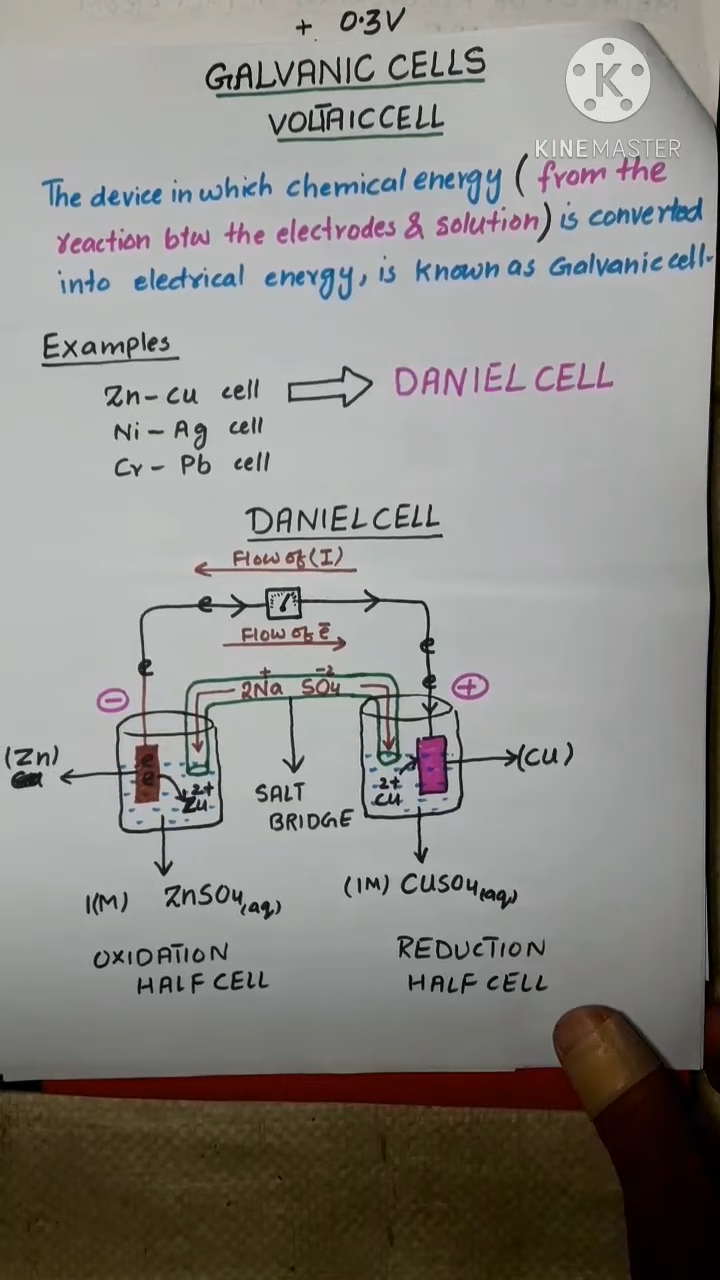 + 0.3V
GALVANIC CELLS
VOLTAIC CELL
K
KINEMASTER
The device in which chemical energy (from the
reaction btw the electrodes & solution) is converted
into electrical energy, is known as Galvanic cell.
Examples
Zn-Cu cell ⇒ DANIEL CELL
Ni-Ag cell
Cr-Pb cell
DANIEL CELL
Flow of (I)
e
Flow of ē
e e
e
2Na⁺ SO₄⁻²
- +
(Zn) (Cu)
e
e
Zn²⁺
Cu²⁺
SALT
BRIDGE
1(M) ZnSO₄(aq)
(1M) CuSO₄(aq)
OXIDATION
HALF CELL
REDUCTION
HALF CELL